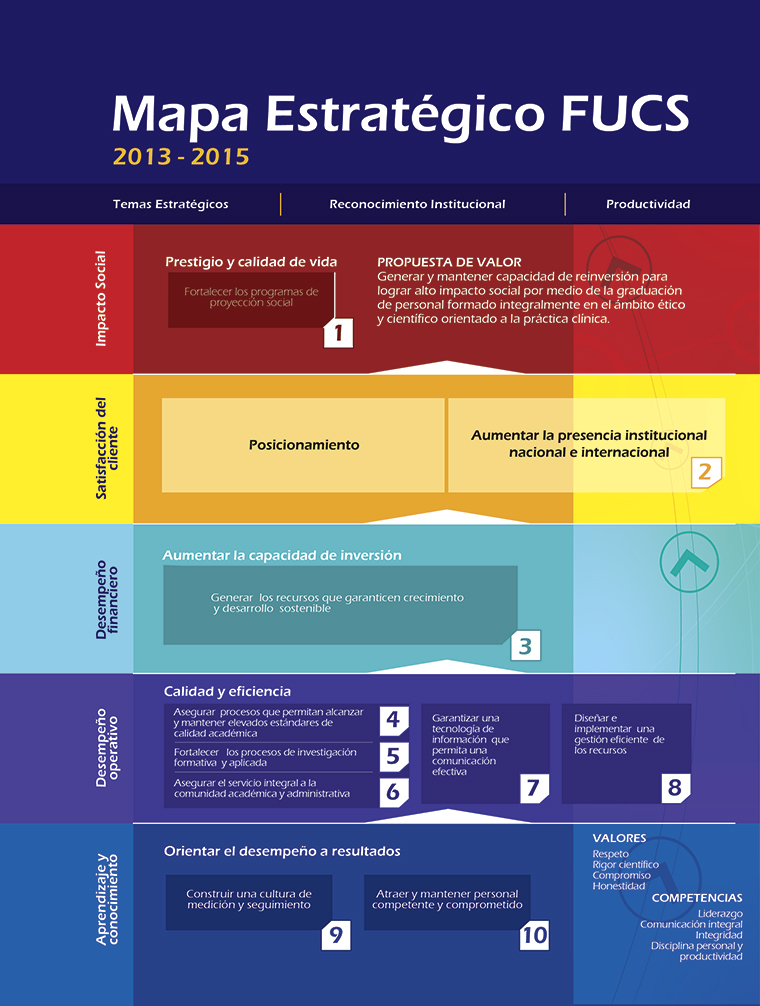 Mapa Estratégico FUCS
2013 - 2015
Temas Estratégicos
Reconocimiento Institucional
Productividad
Impacto Social
Prestigio y calidad de vida
Fortalecer los programas de
proyección social
1
PROPUESTA DE VALOR
Generar y mantener capacidad de reinversión para
lograr alto impacto social por medio de la graduación
de personal formado integralmente en el ámbito ético
y científico orientado a la práctica clínica.
Satisfacción del
cliente
Posicionamiento
Aumentar la presencia institucional
nacional e internacional
2
Desempeño
financiero
Aumentar la capacidad de inversión
Generar los recursos que garanticen crecimiento
y desarrollo sostenible
3
Desempeño
operativo
Calidad y eficiencia
Asegurar procesos que permitan alcanzar
y mantener elevados estándares de
calidad académica
4
Fortalecer los procesos de investigación
formativa y aplicada
5
Asegurar el servicio integral a la
comunidad académica y administrativa
6
Garantizar una
tecnología de
información que
permita una
comunicación
efectiva
7
Diseñar e
implementar una
gestión eficiente de
los recursos
8
Aprendizaje y
conocimiento
Orientar el desempeño a resultados
Construir una cultura de
medición y seguimiento
9
Atraer y mantener personal
competente y comprometido
10
VALORES
Respeto
Rigor científico
Compromiso
Honestidad
COMPETENCIAS
Liderazgo
Comunicación integral
Integridad
Disciplina personal y
productividad